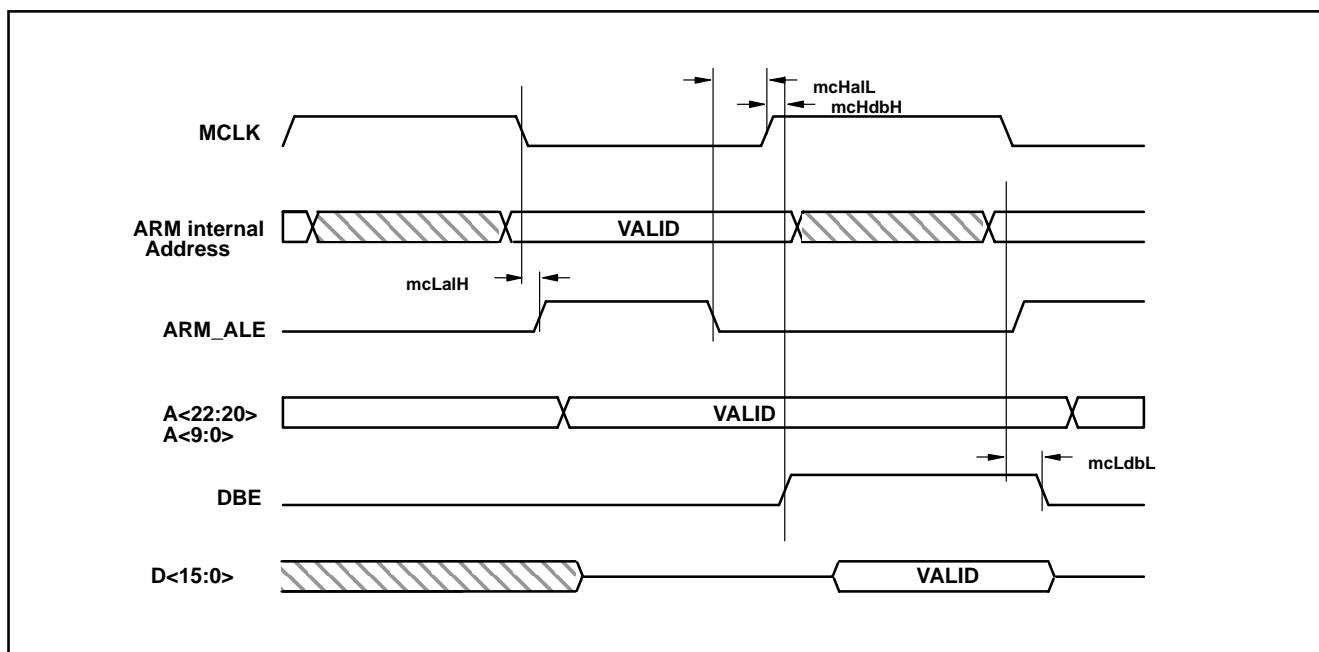 mcHalL
mcHdbH
MCLK
ARM internal
Address
VALID
mcLalH
ARM_ALE
A<22:20>
A<9:0>
VALID
mcLdbL
DBE
D<15:0>
VALID